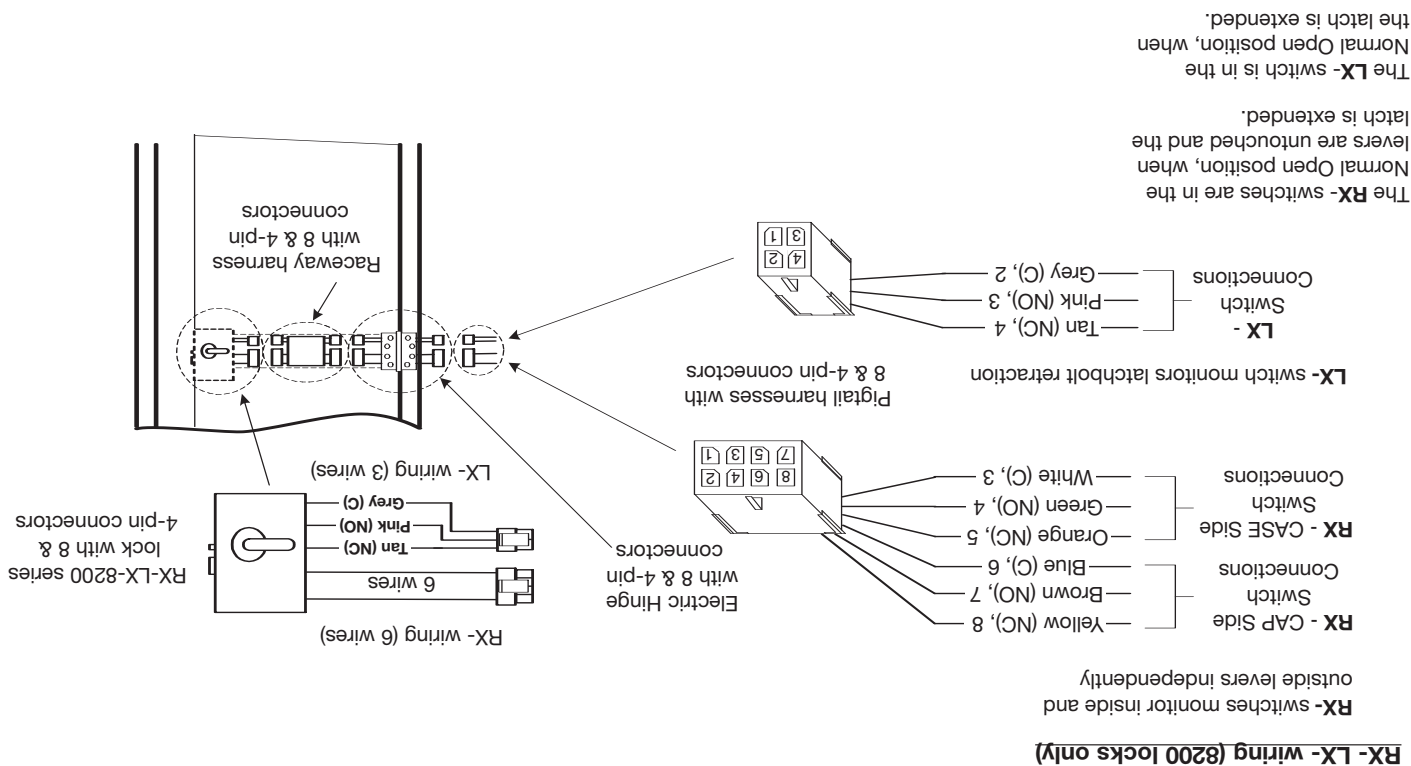 RX- LX- wiring (8200 locks only)
RX- switches monitor inside and
outside levers independently
RX - CAP Side
Switch
Connections
Yellow (NC), 8
Brown (NO), 7
Blue (C), 6
RX - CASE Side
Switch
Connections
Orange (NC), 5
Green (NO), 4
White (C), 3
8 6 4 2
7 5 3 1
LX- switch monitors latchbolt retraction
LX -
Switch
Connections
Tan (NC), 4
Pink (NO), 3
Grey (C), 2
4 2
3 1
Pigtail harnesses with
8 & 4-pin connectors
The RX- switches are in the
Normal Open position, when
levers are untouched and the
latch is extended.
The LX- switch is in the
Normal Open position, when
the latch is extended.
RX- wiring (6 wires)
6 wires
Tan (NC)
Pink (NO)
Grey (C)
LX- wiring (3 wires)
RX-LX-8200 series
lock with 8 &
4-pin connectors
Electric Hinge
with 8 & 4-pin
connectors
Raceway harness
with 8 & 4-pin
connectors